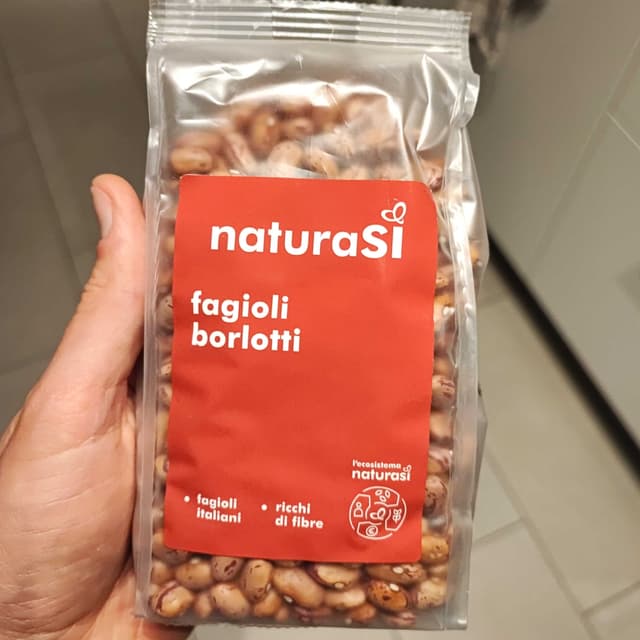 naturaSÌ
fagioli
borlotti
l'ecosistema
naturasì
• fagioli
italiani
• ricchi
di fibre